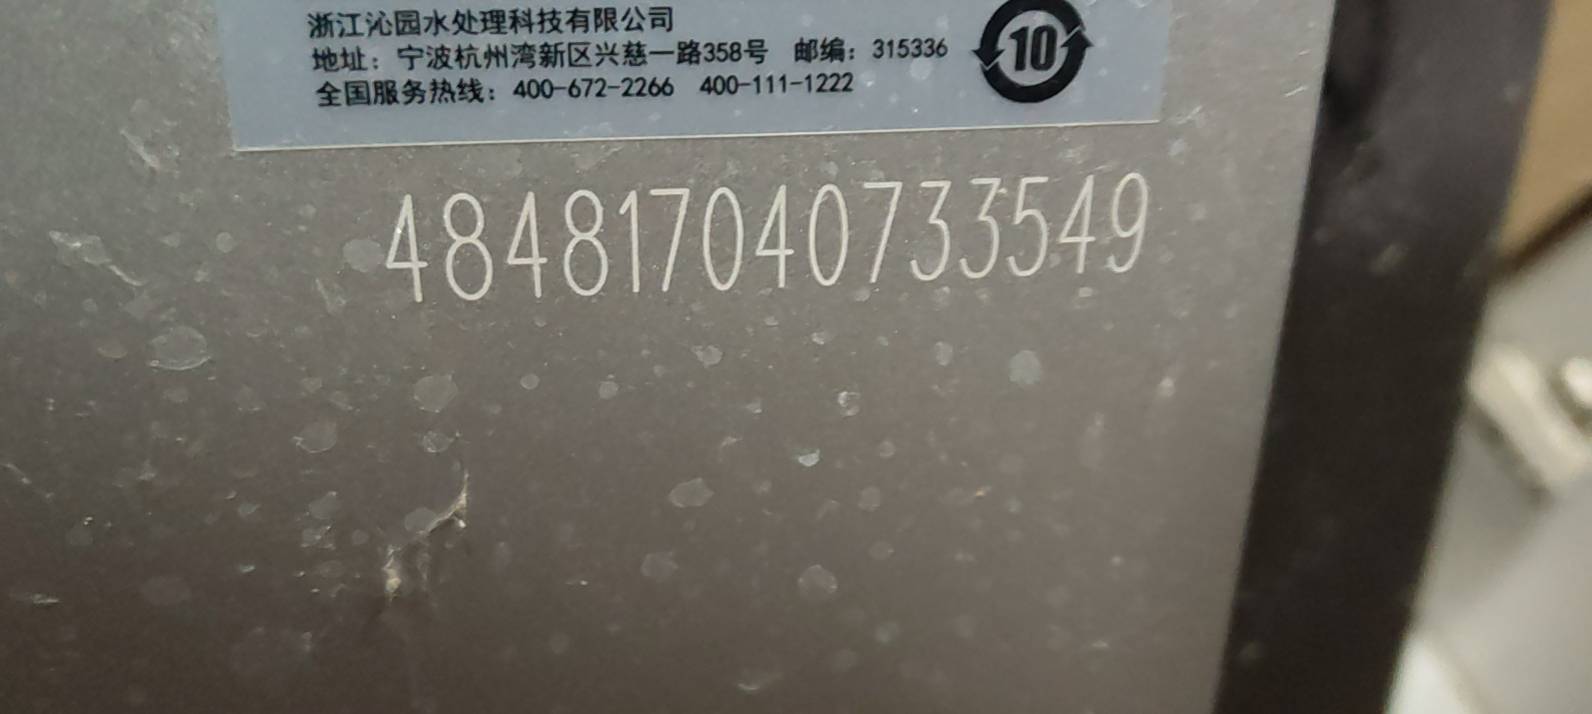 浙江沁园水处理科技有限公司
地址：宁波杭州湾新区兴慈一路358号 邮编：315336
全国服务热线：400-672-2266 400-111-1222
10
484817040733549